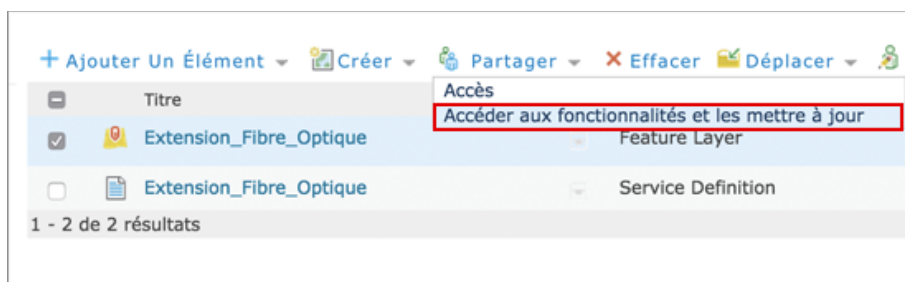 + Ajouter Un Élément Créer Partager × Effacer Déplacer
Accès
Titre
Accéder aux fonctionnalités et les mettre à jour
Extension_Fibre_Optique Feature Layer
Extension_Fibre_Optique Service Definition
1 - 2 de 2 résultats